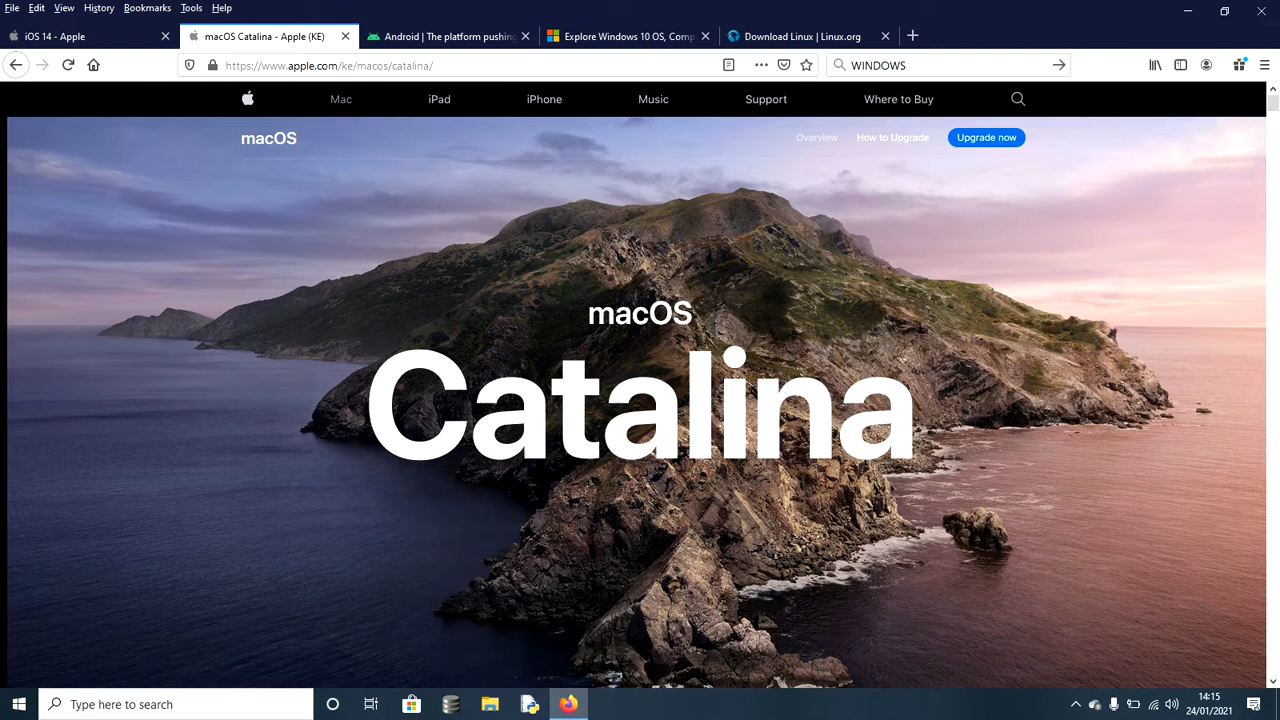 File Edit View History Bookmarks Tools Help
iOS 14 - Apple
macOS Catalina - Apple (KE)
Android | The platform pushing
Explore Windows 10 OS, Comp
Download Linux | Linux.org
https://www.apple.com/ke/macos/catalina/
WINDOWS
Mac iPad iPhone Music Support Where to Buy
macOS
Overview How to Upgrade Upgrade now
macOS
Catalina
Type here to search
14:15
24/01/2021